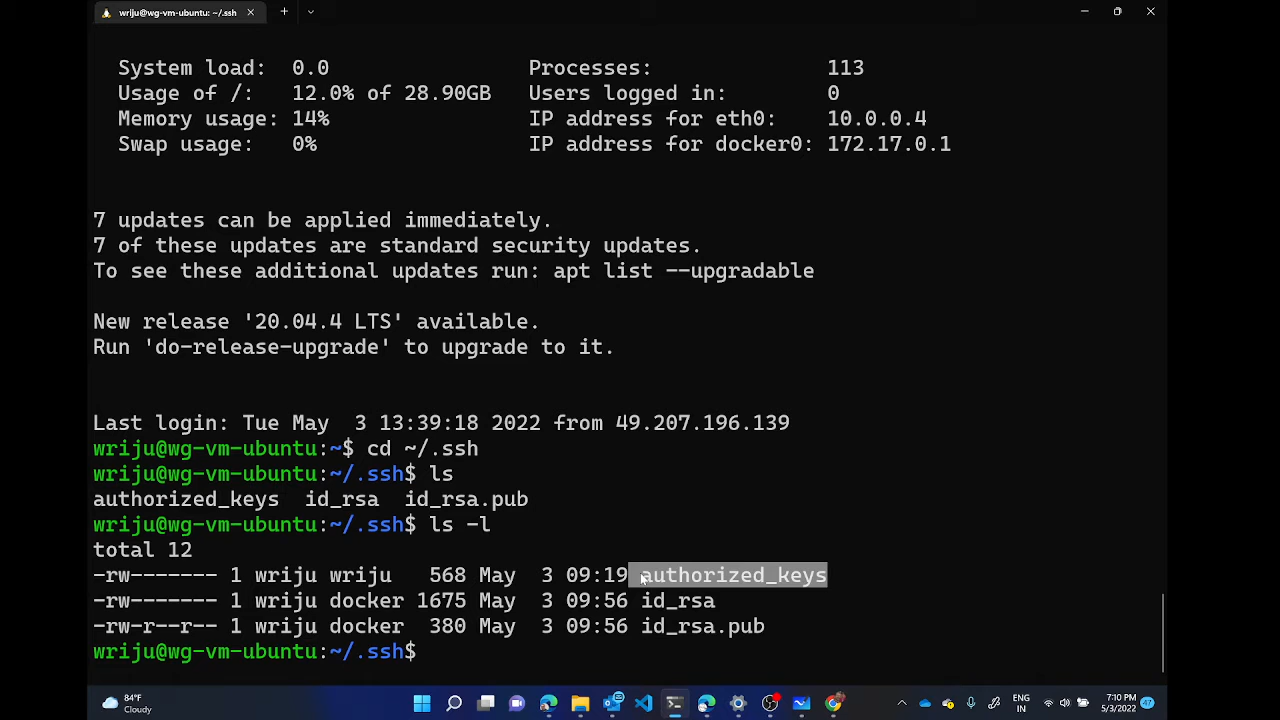 wriju@wg-vm-ubuntu: ~/.ssh
System load: 0.0 Processes: 113
Usage of /: 12.0% of 28.90GB Users logged in: 0
Memory usage: 14% IP address for eth0: 10.0.0.4
Swap usage: 0% IP address for docker0: 172.17.0.1
7 updates can be applied immediately.
7 of these updates are standard security updates.
To see these additional updates run: apt list --upgradable
New release '20.04.4 LTS' available.
Run 'do-release-upgrade' to upgrade to it.
Last login: Tue May  3 13:39:18 2022 from 49.207.196.139
wriju@wg-vm-ubuntu:~$ cd ~/.ssh
wriju@wg-vm-ubuntu:~/.ssh$ ls
authorized_keys  id_rsa  id_rsa.pub
wriju@wg-vm-ubuntu:~/.ssh$ ls -l
total 12
-rw------- 1 wriju wriju   568 May  3 09:19 authorized_keys
-rw------- 1 wriju docker 1675 May  3 09:56 id_rsa
-rw-r--r-- 1 wriju docker  380 May  3 09:56 id_rsa.pub
wriju@wg-vm-ubuntu:~/.ssh$
84°F
Cloudy
ENG
IN
7:10 PM
5/3/2022
47